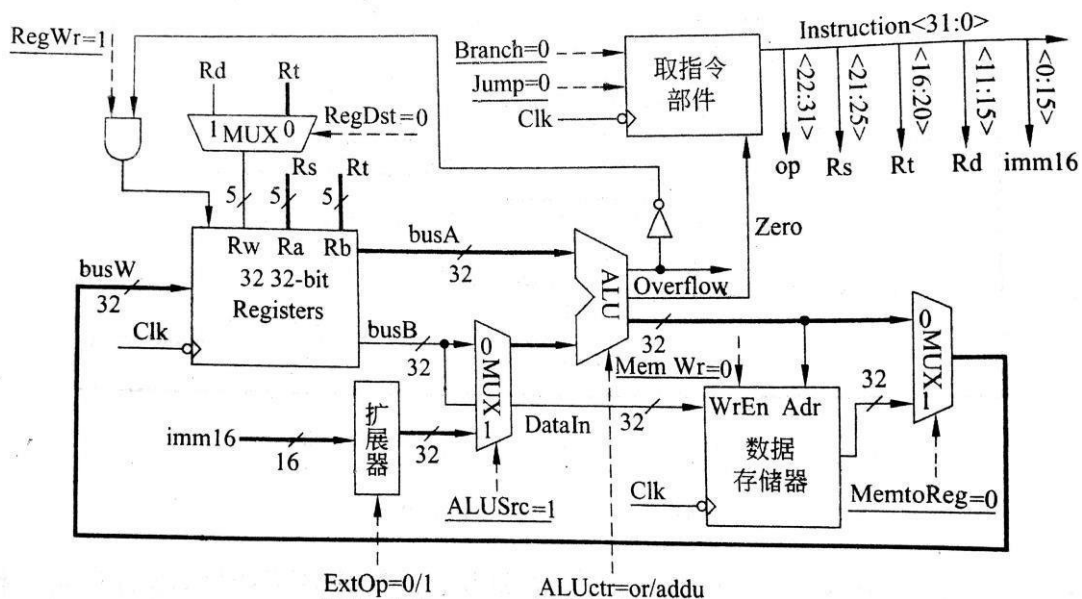 Instruction<31:0>
RegWr=1
Rd
Rt
Branch=0
取指令
部件
<22:31>
<21:25>
<16:20>
<11:15>
<0:15>
Jump=0
1
MUX
0
RegDst=0
Clk
op
Rs
Rt
Rd
imm16
Rs
Rt
5
5
5
Zero
Rw
Ra
Rb
busA
32
ALU
busW
32
32 32-bit
Registers
Overflow
Clk
busB
32
0
MUX
1
32
0
MUX
1
Mem Wr=0
32
WrEn
Adr
imm16
16
扩展器
32
DataIn
32
数据
存储器
Clk
ALUSrc=1
MemtoReg=0
ExtOp=0/1
ALUctr=or/addu